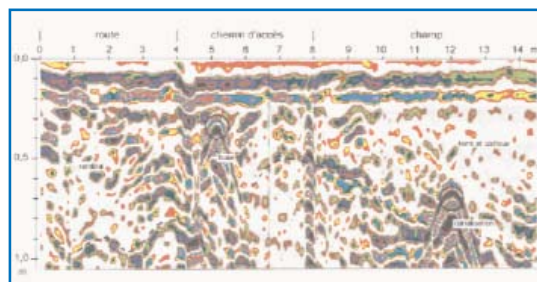 route chemin d'accès champ
0 1 2 3 4 5 6 7 8 9 10 11 12 13 14 m
0,0
terre et cailloux
0,5
remblai
buse
canalisation
1,0
m